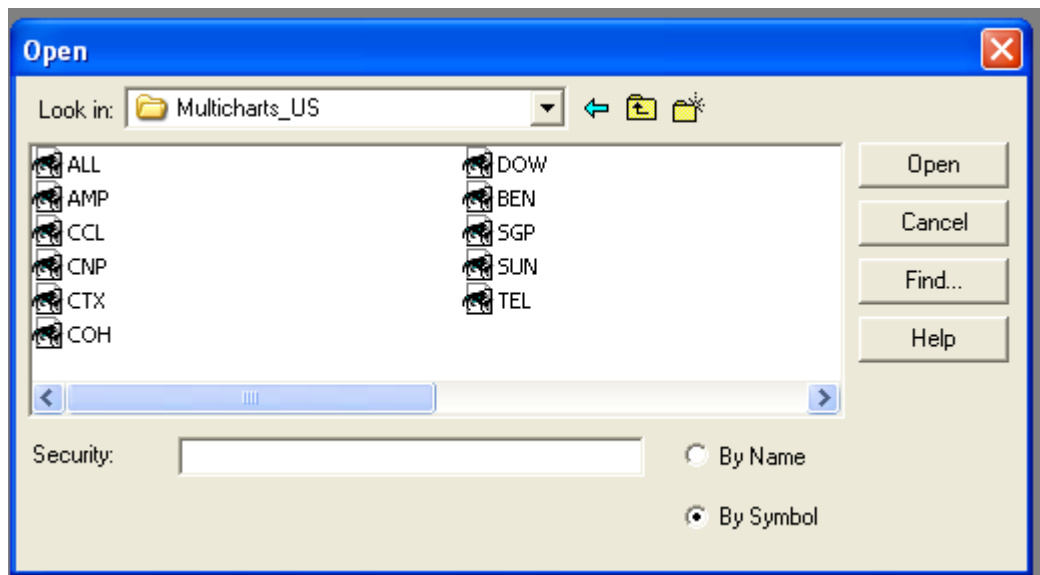 Open
Look in: Multicharts_US
ALL
AMP
CCL
CNP
CTX
COH
DOW
BEN
SGP
SUN
TEL
Open
Cancel
Find...
Help
Security:
By Name
By Symbol